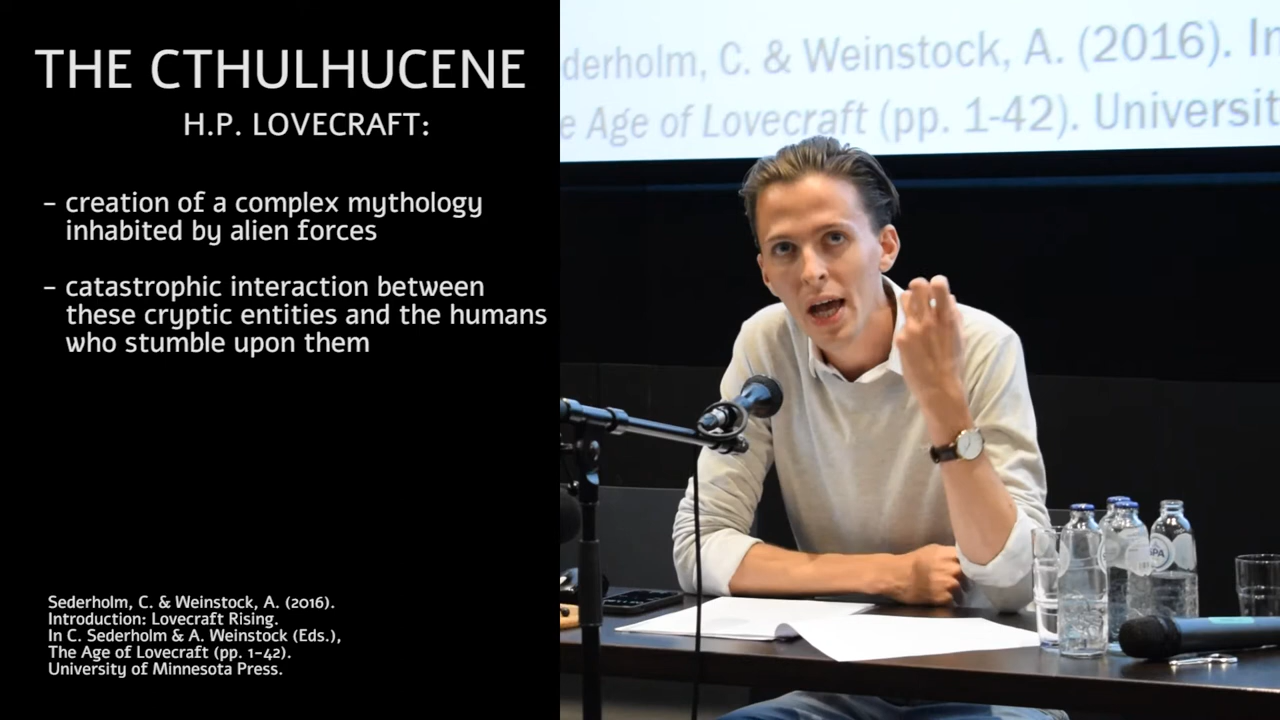 THE CTHULHUCENE
H.P. LOVECRAFT:
– creation of a complex mythology
inhabited by alien forces
– catastrophic interaction between
these cryptic entities and the humans
who stumble upon them
Sederholm, C. & Weinstock, A. (2016).
Introduction: Lovecraft Rising.
In C. Sederholm & A. Weinstock (Eds.),
The Age of Lovecraft (pp. 1-42).
University of Minnesota Press.
derholm, C. & Weinstock, A. (2016). In
e Age of Lovecraft (pp. 1-42). Universit
SPA